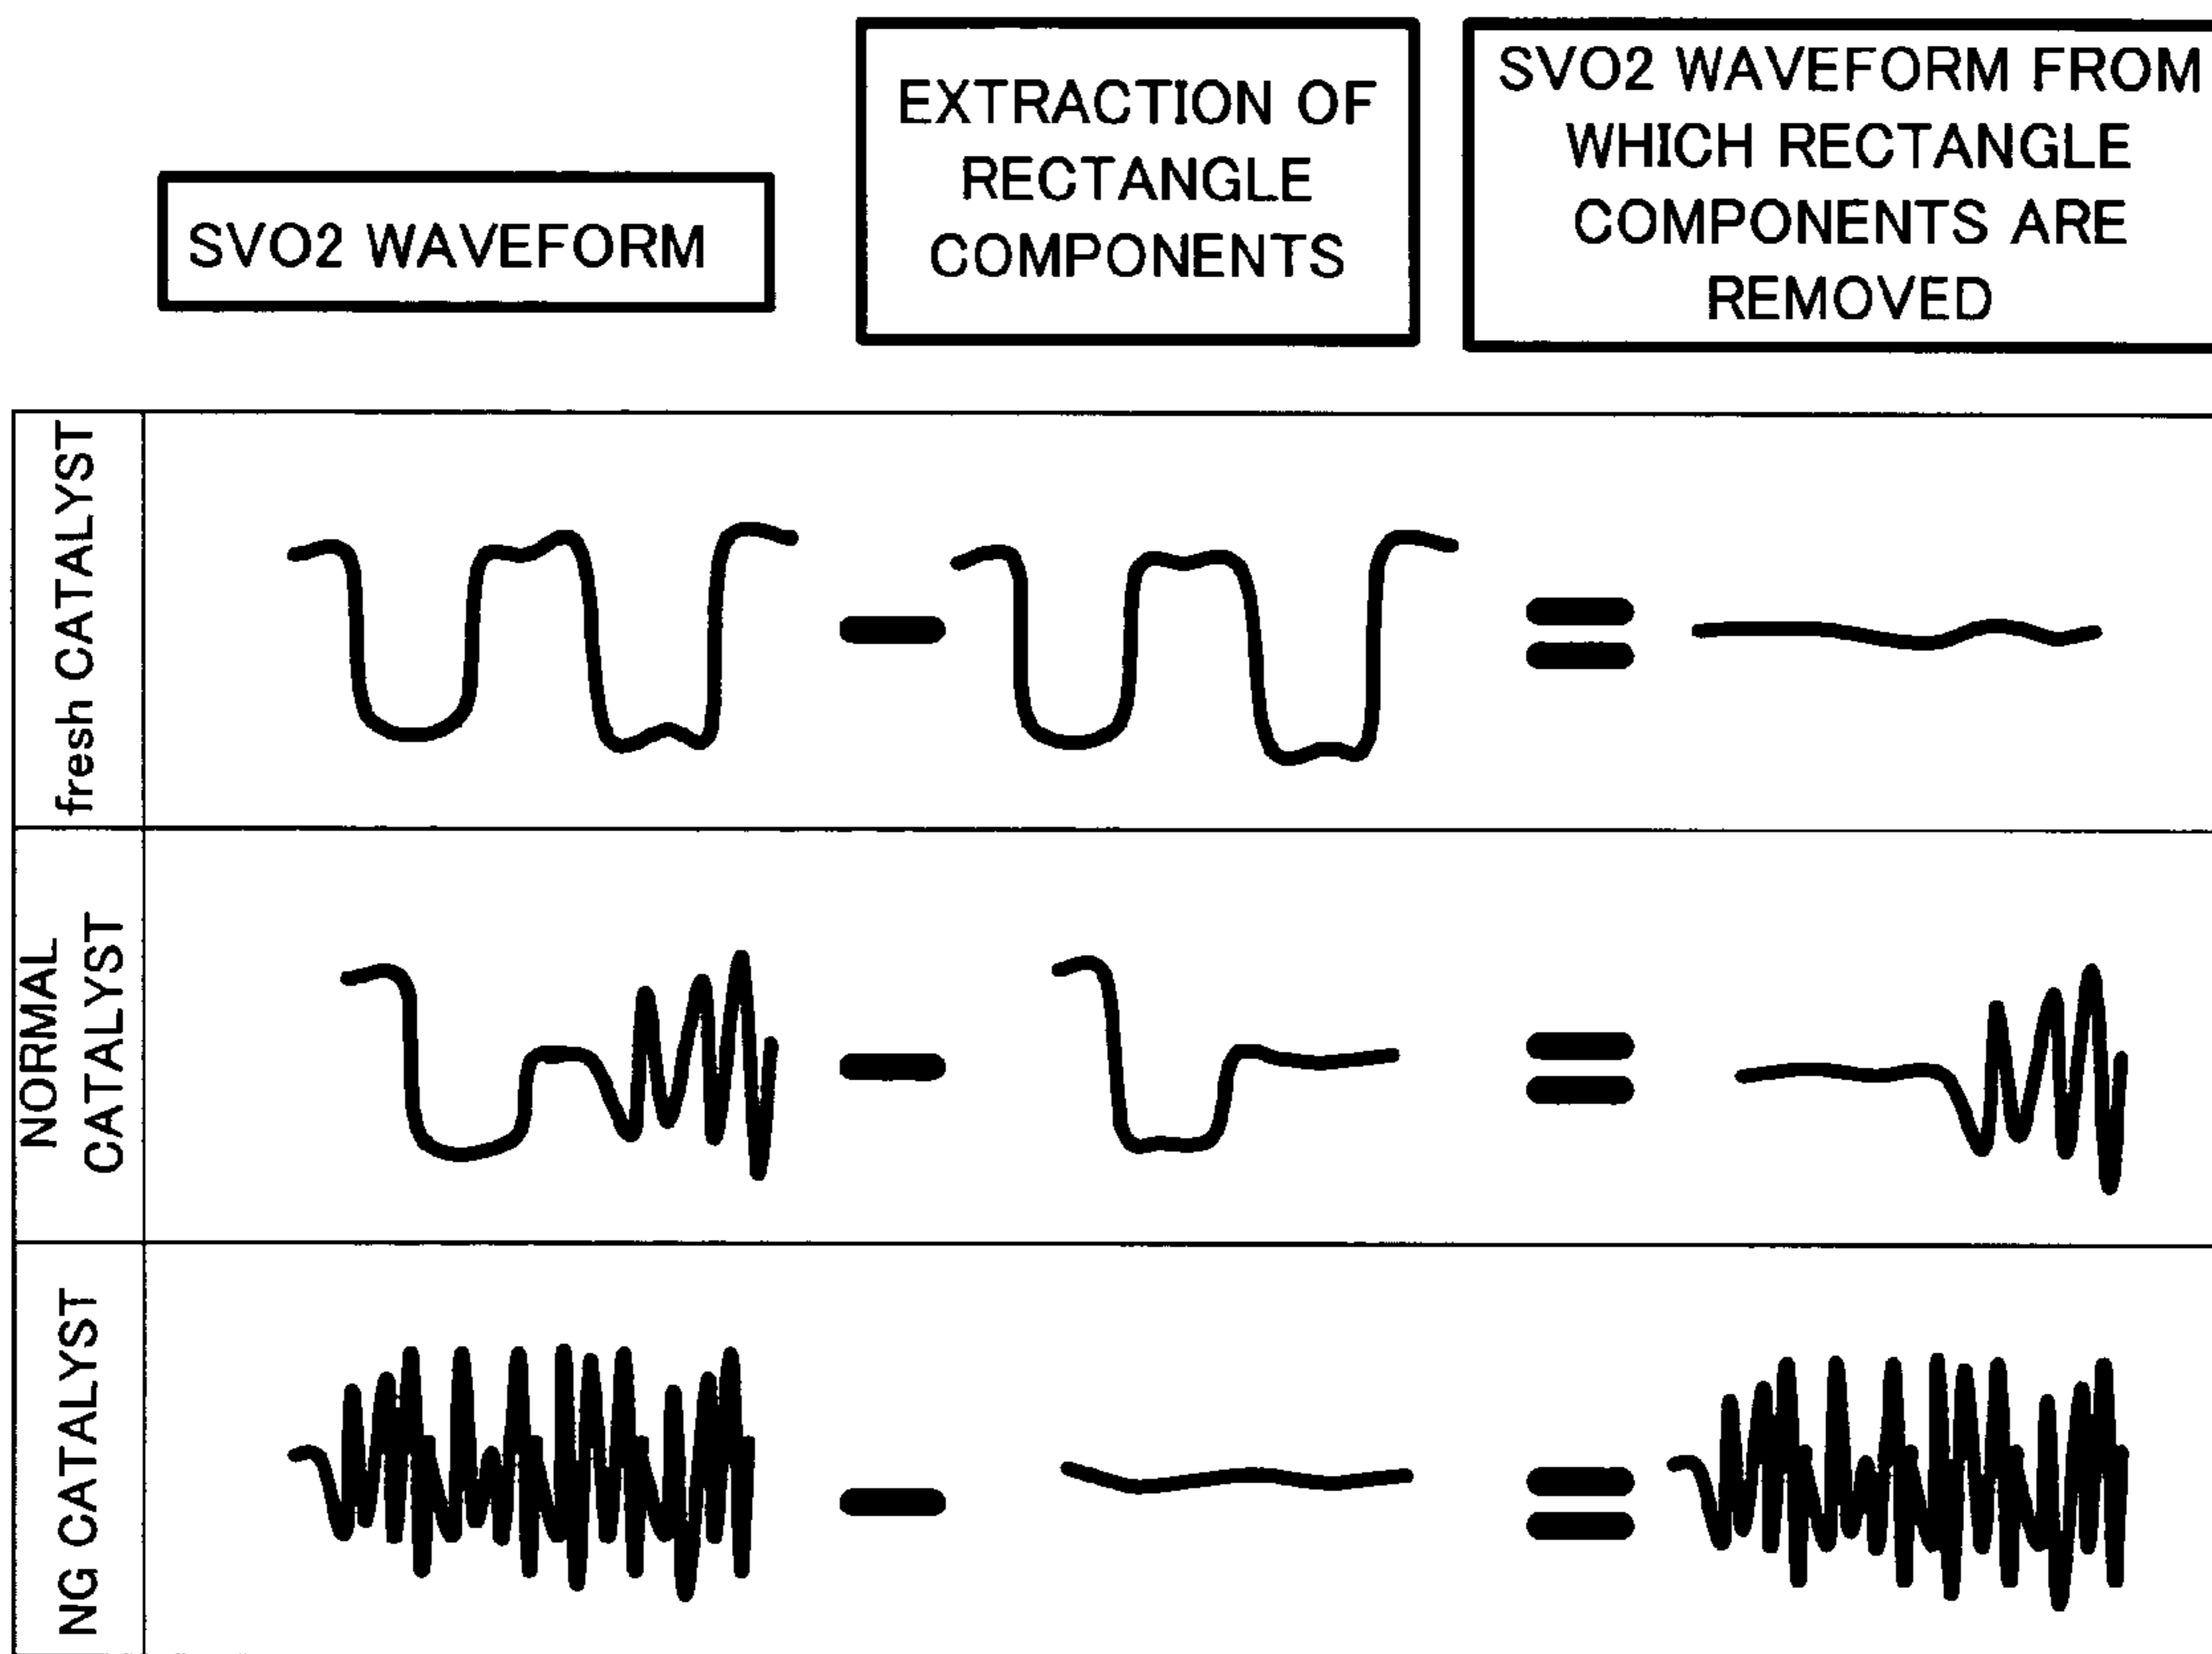 SVO2 WAVEFORM
EXTRACTION OF
RECTANGLE
COMPONENTS
SVO2 WAVEFORM FROM
WHICH RECTANGLE
COMPONENTS ARE
REMOVED
fresh CATALYST
NORMAL
CATALYST
NG CATALYST